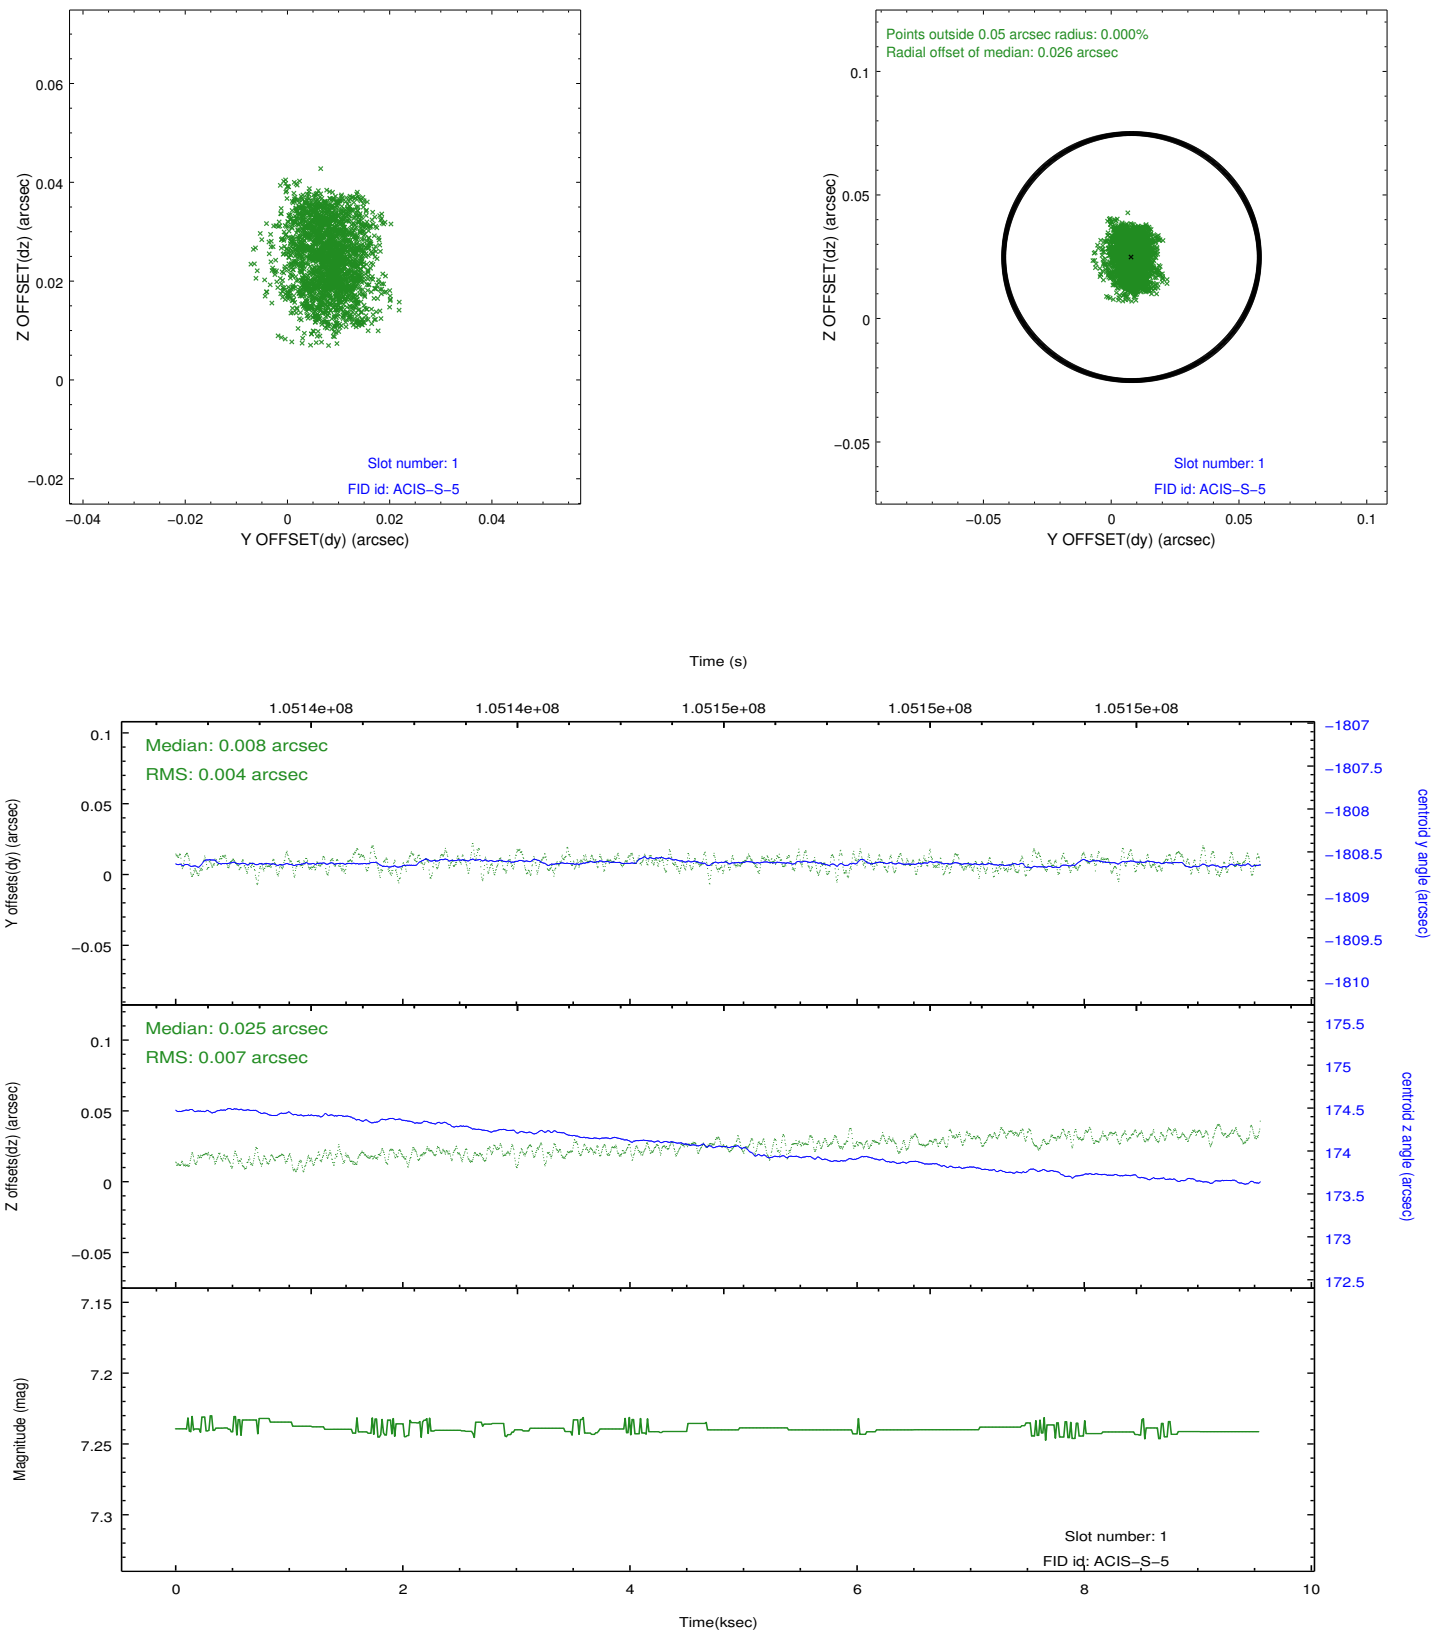 Points outside 0.05 arcsec radius: 0.000%
Radial offset of median: 0.026 arcsec
0.06
0.04
0.02
0
−0.02
Z OFFSET(dz) (arcsec)
Slot number: 1
FID id: ACIS−S−5
−0.04
−0.02
0
0.02
0.04
Y OFFSET(dy) (arcsec)
0.1
0.05
0
−0.05
Z OFFSET(dz) (arcsec)
Slot number: 1
FID id: ACIS−S−5
−0.05
0
0.05
0.1
Y OFFSET(dy) (arcsec)
Time (s)
1.0514e+08
1.0514e+08
1.0515e+08
1.0515e+08
1.0515e+08
Median: 0.008 arcsec
RMS: 0.004 arcsec
0.1
0.05
0
−0.05
Y offsets(dy) (arcsec)
−1807
−1807.5
−1808
−1808.5
−1809
−1809.5
−1810
centroid y angle (arcsec)
Median: 0.025 arcsec
RMS: 0.007 arcsec
0.1
0.05
0
−0.05
Z offsets(dz) (arcsec)
175.5
175
174.5
174
173.5
173
172.5
centroid z angle (arcsec)
7.15
7.2
7.25
7.3
Magnitude (mag)
Slot number: 1
FID id: ACIS−S−5
0
2
4
6
8
10
Time(ksec)